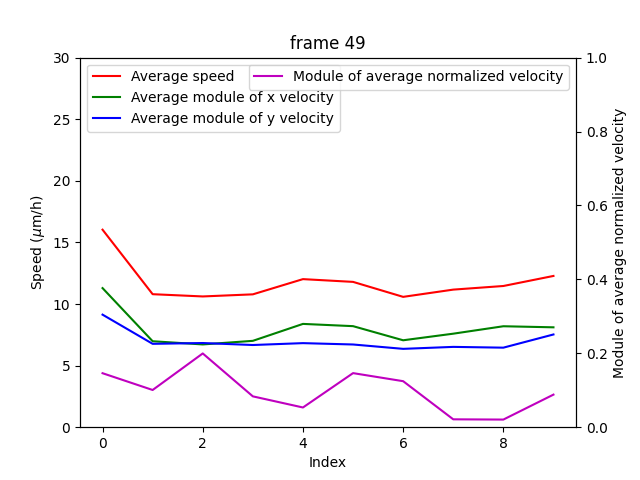 frame 49
Average speed
Average module of x velocity
Average module of y velocity
Module of average normalized velocity
30
25
20
15
10
5
0
Speed (μm/h)
1.0
0.8
0.6
0.4
0.2
0.0
Module of average normalized velocity
0 2 4 6 8
Index